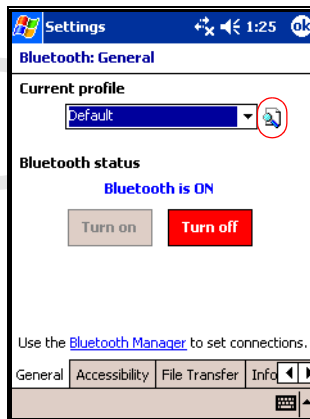 Settings 1:25 ok
Bluetooth: General
Current profile
Default
Bluetooth status
Bluetooth is ON
Turn on Turn off
Use the Bluetooth Manager to set connections.
General Accessibility File Transfer Info